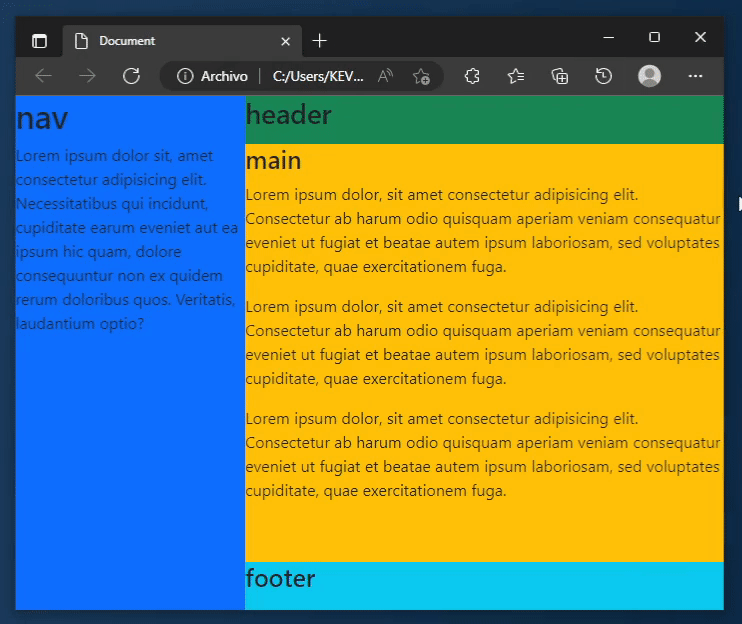 Document
Archivo
C:/Users/KEV...
nav
Lorem ipsum dolor sit, amet
consectetur adipisicing elit.
Necessitatibus qui incidunt,
cupiditate earum eveniet aut ea
ipsum hic quam, dolore
consequuntur non ex quidem
rerum doloribus quos. Veritatis,
laudantium optio?
header
main
Lorem ipsum dolor, sit amet consectetur adipisicing elit.
Consectetur ab harum odio quisquam aperiam veniam consequatur
eveniet ut fugiat et beatae autem ipsum laboriosam, sed voluptates
cupiditate, quae exercitationem fuga.
Lorem ipsum dolor, sit amet consectetur adipisicing elit.
Consectetur ab harum odio quisquam aperiam veniam consequatur
eveniet ut fugiat et beatae autem ipsum laboriosam, sed voluptates
cupiditate, quae exercitationem fuga.
Lorem ipsum dolor, sit amet consectetur adipisicing elit.
Consectetur ab harum odio quisquam aperiam veniam consequatur
eveniet ut fugiat et beatae autem ipsum laboriosam, sed voluptates
cupiditate, quae exercitationem fuga.
footer